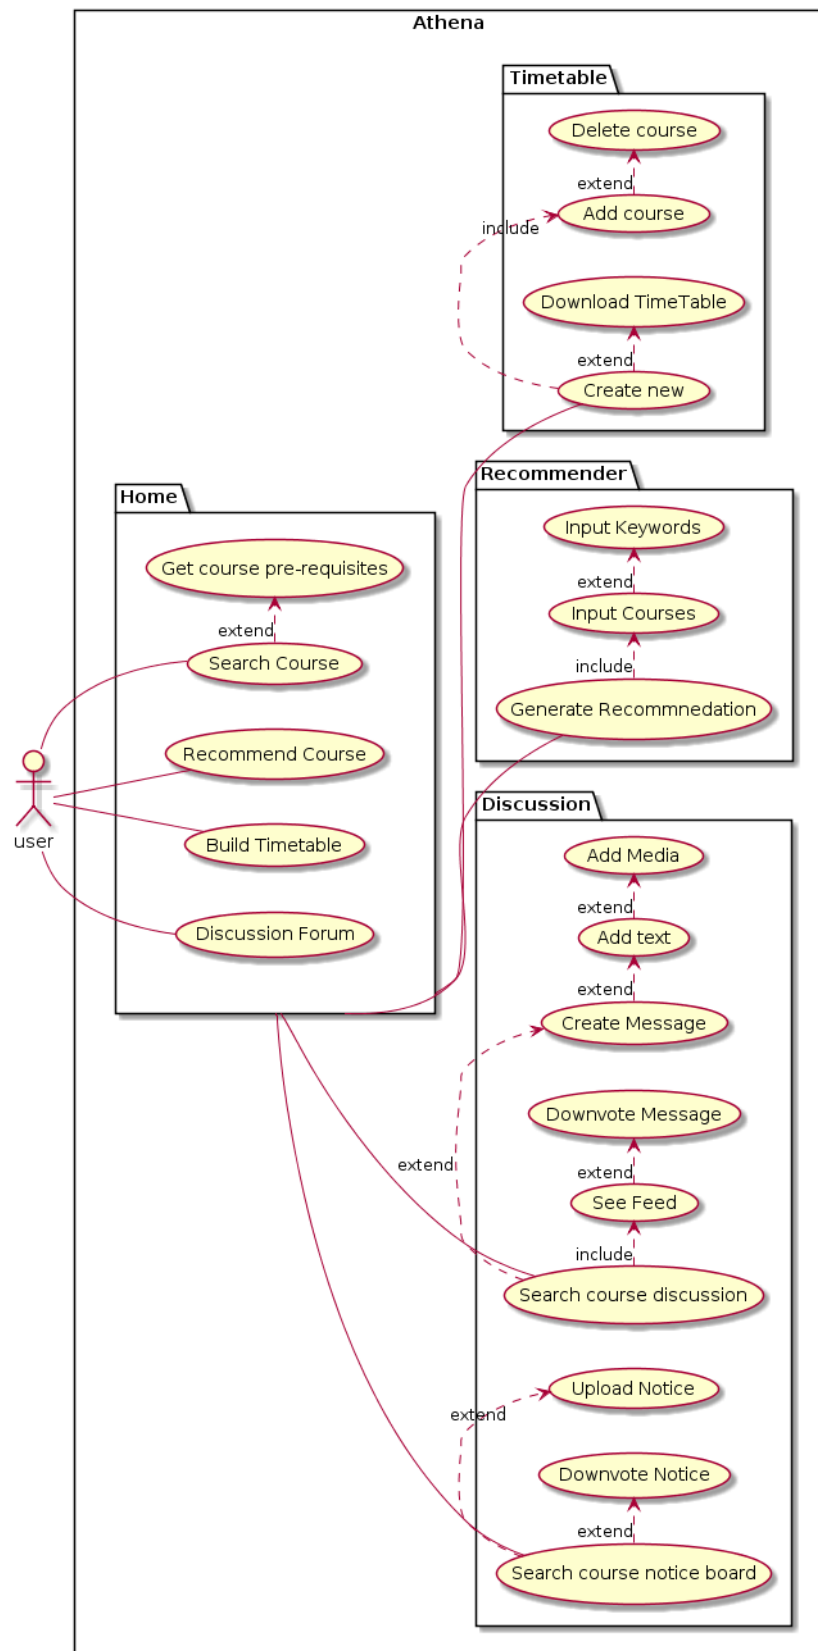 Athena
Timetable
Delete course
extend
Add course
include
Download TimeTable
extend
Create new
Home
Get course pre-requisites
extend
Search Course
Recommend Course
Build Timetable
Discussion Forum
user
Recommender
Input Keywords
extend
Input Courses
include
Generate Recommnedation
Discussion
Add Media
extend
Add text
extend
Create Message
Downvote Message
extend
extend
See Feed
include
Search course discussion
Upload Notice
extend
Downvote Notice
extend
Search course notice board